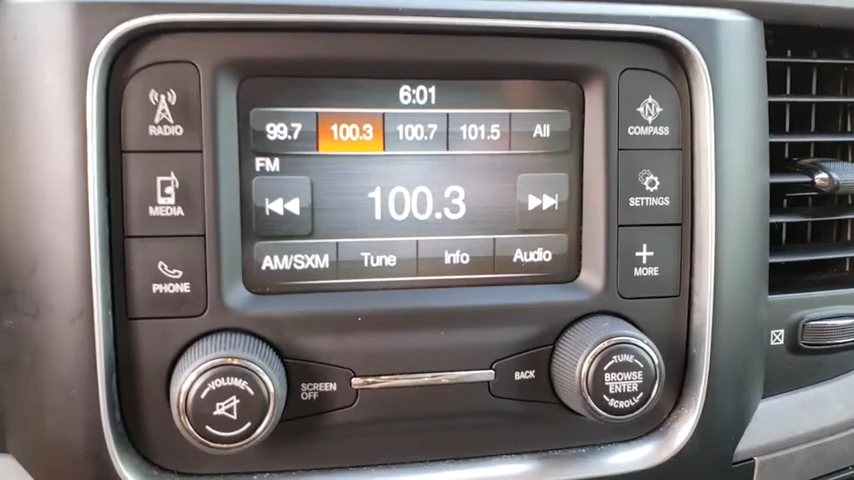 6:01
99.7 100.3 100.7 101.5 All
FM
100.3
AM/SXM Tune Info Audio
RADIO
MEDIA
PHONE
N
COMPASS
SETTINGS
MORE
VOLUME
SCREEN
OFF
BACK
TUNE
BROWSE
ENTER
SCROLL